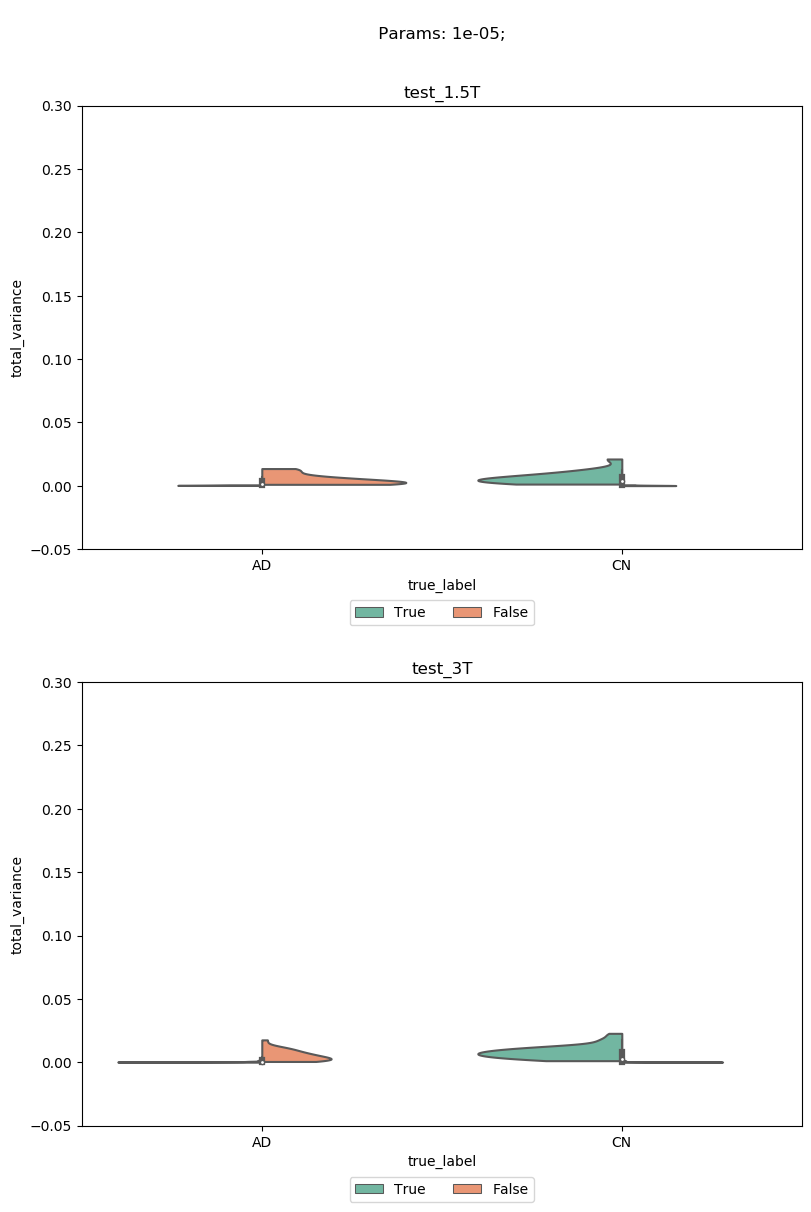 Params: 1e-05;
test_1.5T
0.30
0.25
0.20
0.15
0.10
0.05
0.00
−0.05
total_variance
AD CN
true_label
True False
test_3T
0.30
0.25
0.20
0.15
0.10
0.05
0.00
−0.05
total_variance
AD CN
true_label
True False